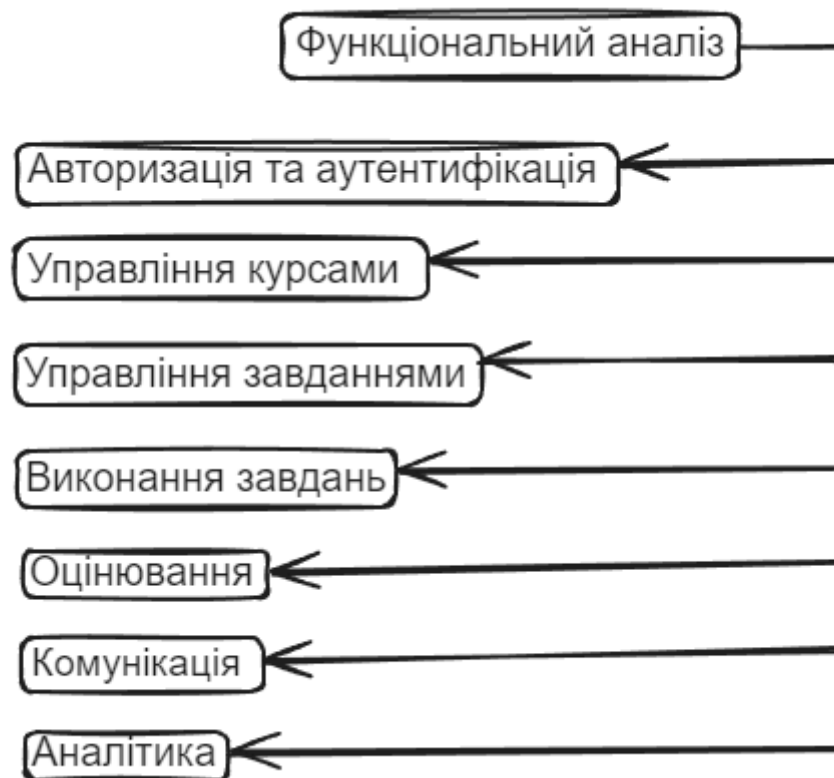 Функціональний аналіз
Авторизація та аутентифікація
Управління курсами
Управління завданнями
Виконання завдань
Оцінювання
Комунікація
Аналітика